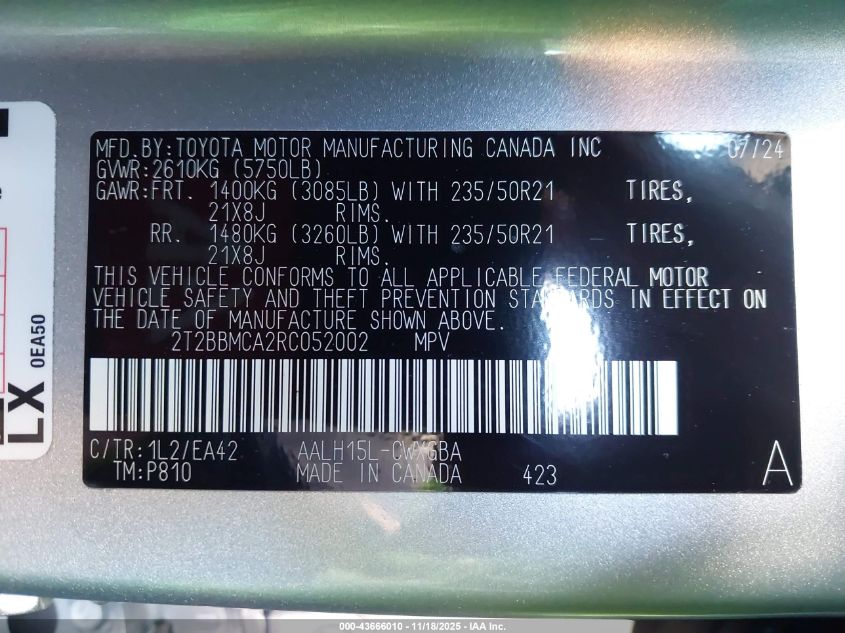 MFD.BY:TOYOTA MOTOR MANUFACTURING CANADA INC 07/24
GVWR:2610KG (5750LB)
GAWR:FRT. 1400KG (3085LB) WITH 235/50R21 TIRES,
21X8J RIMS.
RR. 1480KG (3260LB) WITH 235/50R21 TIRES,
21X8J RIMS.
THIS VEHICLE CONFORMS TO ALL APPLICABLE FEDERAL MOTOR
VEHICLE SAFETY AND THEFT PREVENTION STANDARDS IN EFFECT ON
THE DATE OF MANUFACTURE SHOWN ABOVE.
2T2BBMCA2RC052002 MPV
C/TR:1L2/EA42 AALH15L-CWXGBA
TM:P810 MADE IN CANADA 423 A
LX 0EA50
000-43666010 - 11/18/2025 - IAA Inc.